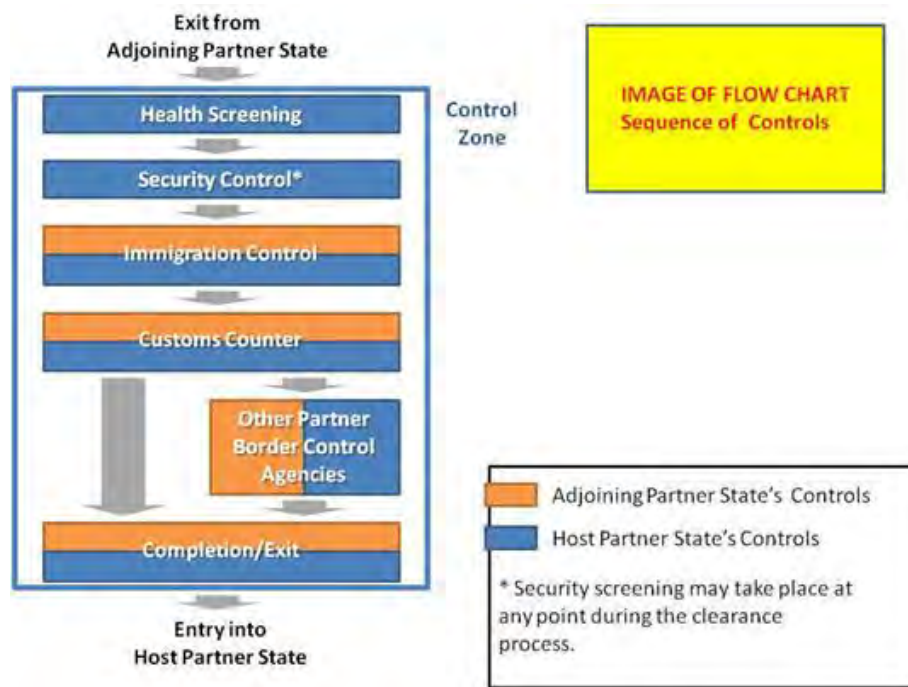 Exit from
Adjoining Partner State
Health Screening
Control
Zone
Security Control*
Immigration Control
Customs Counter
Other Partner
Border Control
Agencies
Completion/Exit
Entry into
Host Partner State
IMAGE OF FLOW CHART
Sequence of Controls
Adjoining Partner State's Controls
Host Partner State's Controls
* Security screening may take place at
any point during the clearance
process.